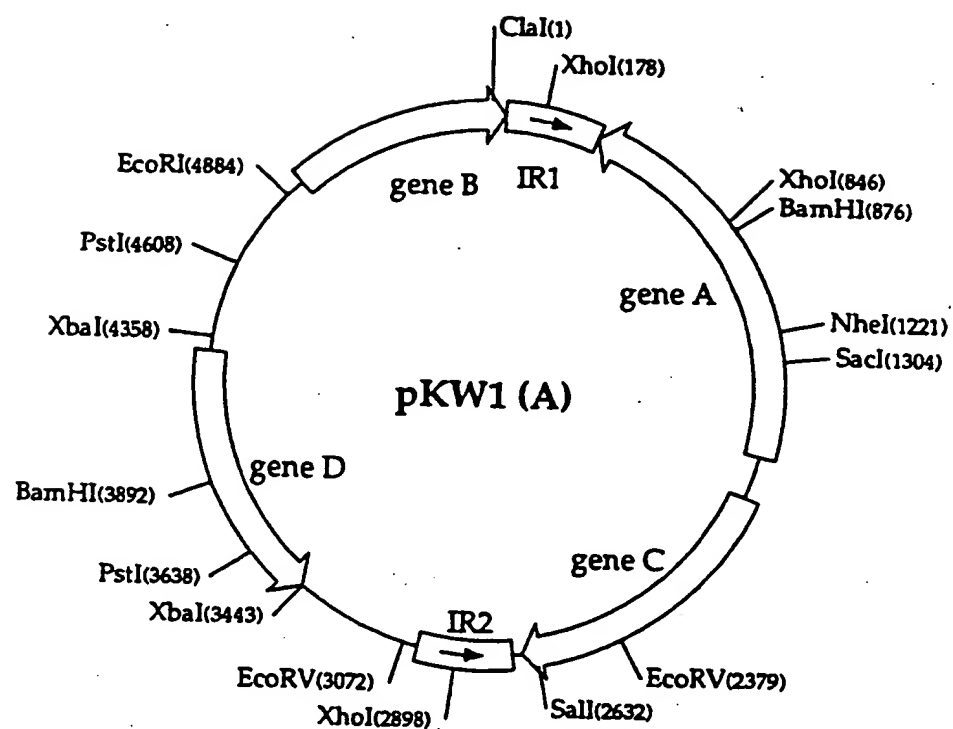 ClaI(1)
XhoI(178)
EcoRI(4884)
gene B
IR1
XhoI(846)
BamHI(876)
PstI(4608)
gene A
XbaI(4358)
NheI(1221)
SacI(1304)
pKW1 (A)
gene D
BamHI(3892)
gene C
PstI(3638)
XbaI(3443)
IR2
EcoRV(3072)
EcoRV(2379)
XhoI(2898)
SalI(2632)